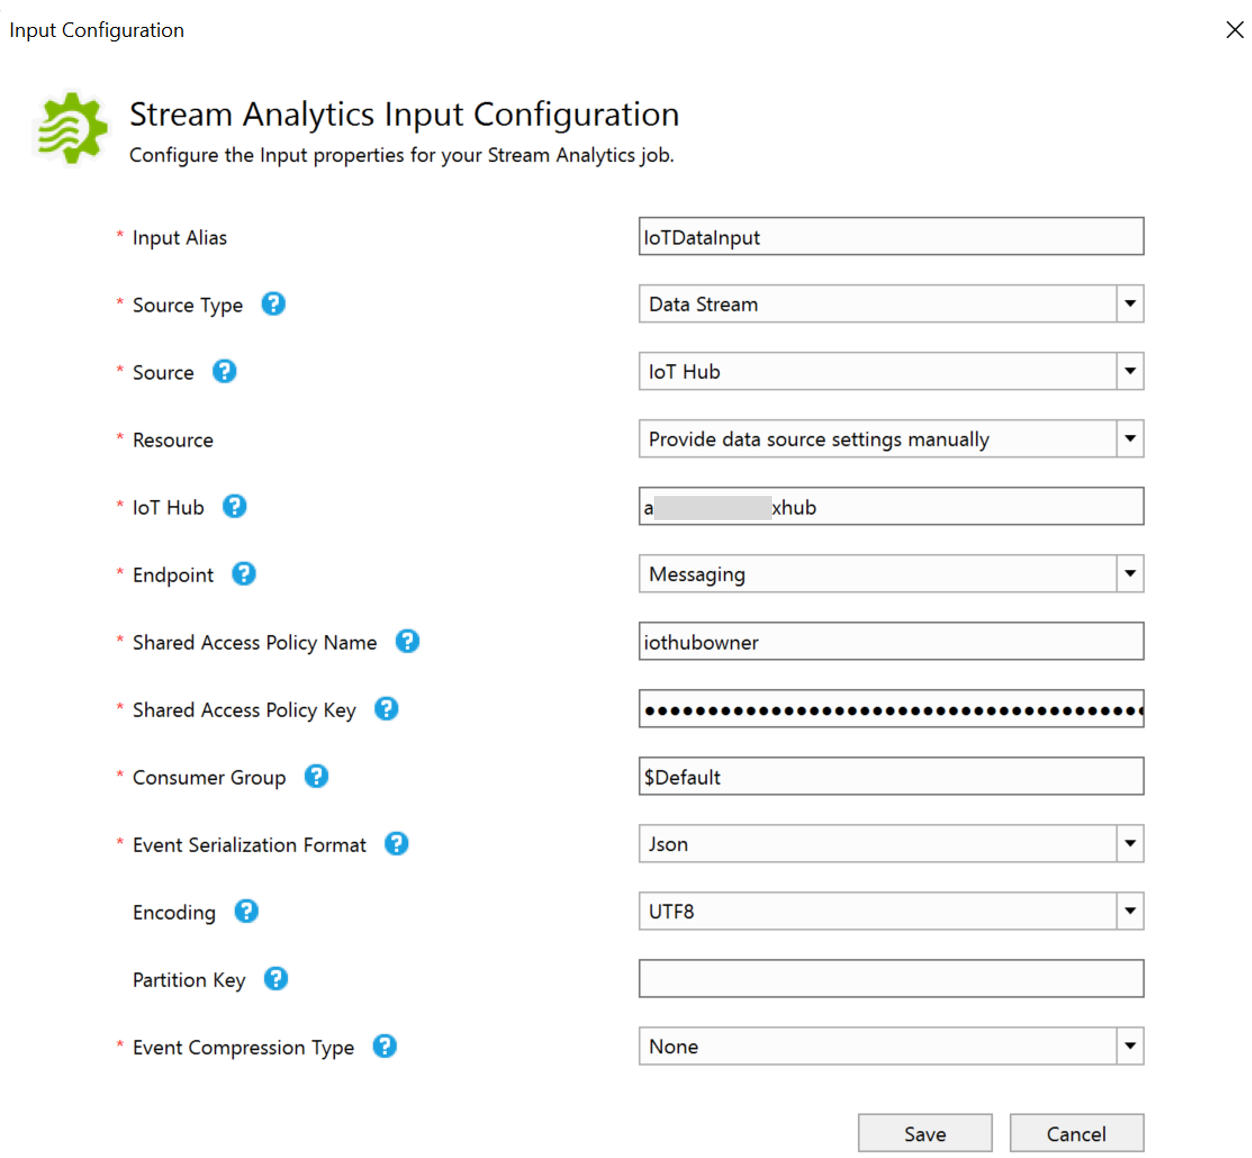 Input Configuration
Stream Analytics Input Configuration
Configure the Input properties for your Stream Analytics job.
* Input Alias IoTDataInput
* Source Type ? Data Stream
* Source ? IoT Hub
* Resource Provide data source settings manually
* IoT Hub ? a xhub
* Endpoint ? Messaging
* Shared Access Policy Name ? iothubowner
* Shared Access Policy Key ? ●●●●●●●●●●●●●●●●●●●●●●●●●●●●●●●●●●●●●●●●
* Consumer Group ? $Default
* Event Serialization Format ? Json
Encoding ? UTF8
Partition Key ?
* Event Compression Type ? None
Save Cancel